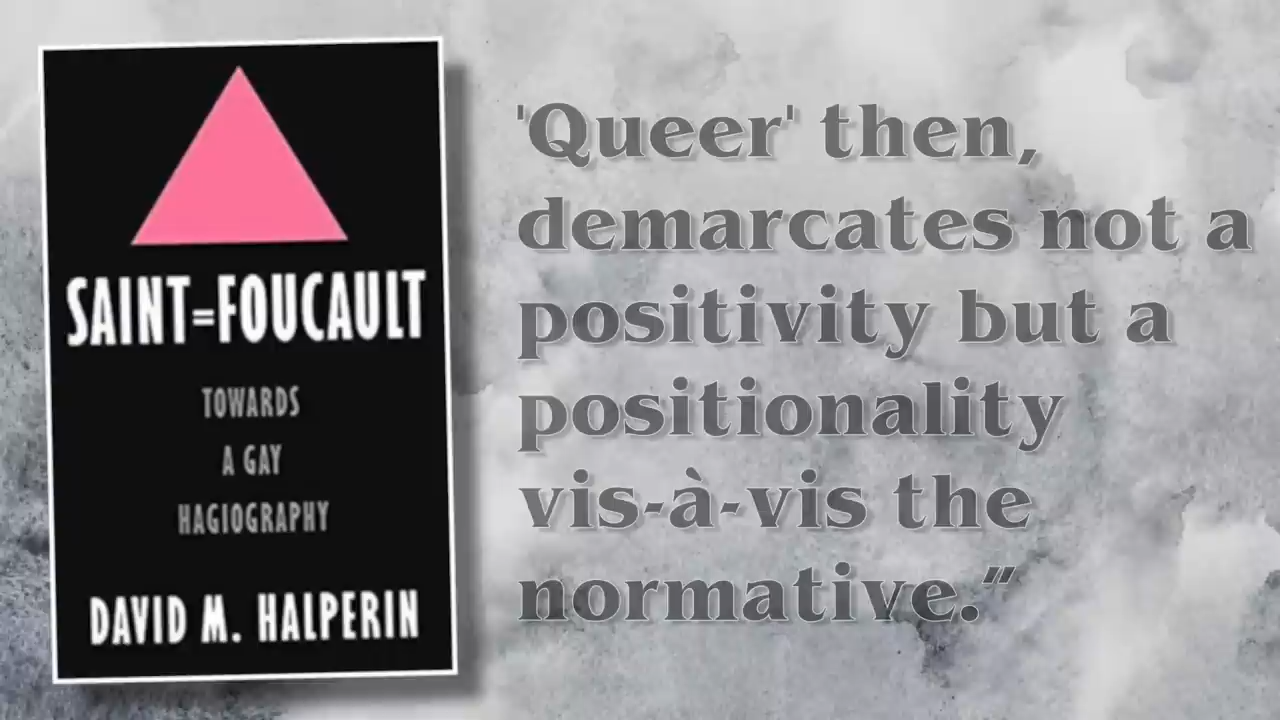 SAINT=FOUCAULT
TOWARDS
A GAY
HAGIOGRAPHY
DAVID M. HALPERIN
'Queer' then,
demarcates not a
positivity but a
positionality
vis-à-vis the
normative.”